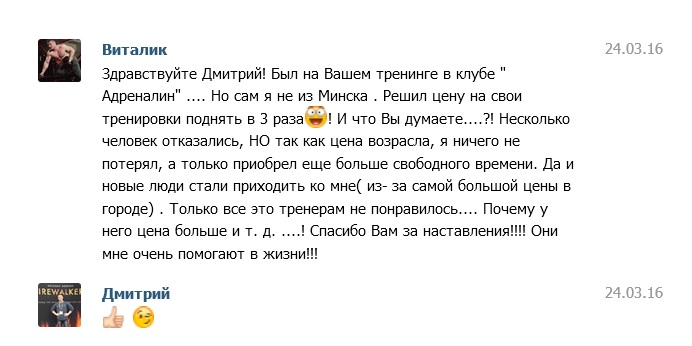 Виталик 24.03.16
Здравствуйте Дмитрий! Был на Вашем тренинге в клубе "
Адреналин" .... Но сам я не из Минска . Решил цену на свои
тренировки поднять в 3 раза! И что Вы думаете....?! Несколько
человек отказались, НО так как цена возрасла, я ничего не
потерял, а только приобрел еще больше свободного времени. Да и
новые люди стали приходить ко мне( из- за самой большой цены в
городе) . Только все это тренерам не понравилось.... Почему у
него цена больше и т. д. ....! Спасибо Вам за наставления!!!! Они
мне очень помогают в жизни!!!
Дмитрий 24.03.16
IREWALKE